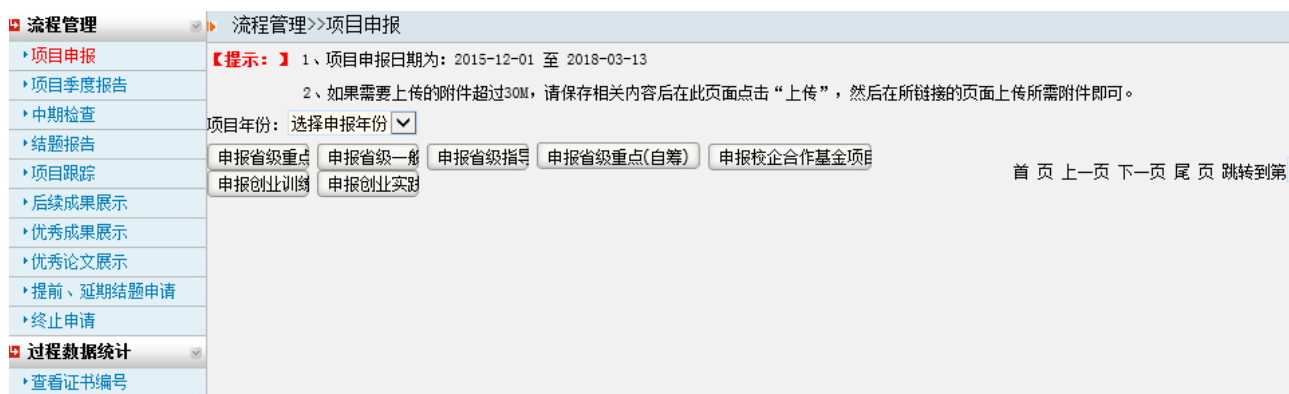 流程管理
流程管理>>项目申报
项目申报
【提示：】 1、项目申报日期为: 2015-12-01 至 2018-03-13
项目季度报告
2、如果需要上传的附件超过30M，请保存相关内容后在此页面点击“上传”，然后在所链接的页面上传所需附件即可。
中期检查
项目年份: 选择申报年份
结题报告
申报省级重点 申报省级一般 申报省级指导 申报省级重点(自筹) 申报校企合作基金项目
项目跟踪
首 页 上一页 下一页 尾 页 跳转到第
申报创业训练 申报创业实践
后续成果展示
优秀成果展示
优秀论文展示
提前、延期结题申请
终止申请
过程数据统计
查看证书编号